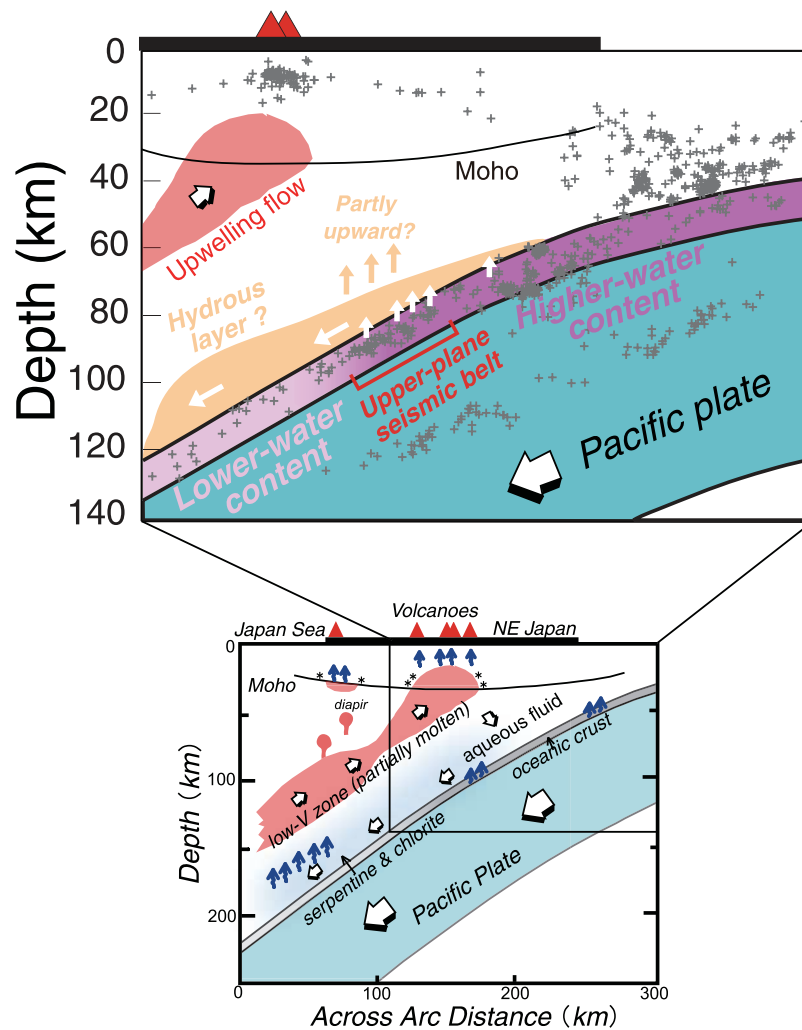 0
20
40
60
80
100
120
140
Depth (km)
Moho
Upwelling flow
Partly
upward?
Hydrous
layer ?
Higher-water
content
Upper-plane
seismic belt
Lower-water
content
Pacific plate
Volcanoes
Japan Sea
NE Japan
0
100
200
Depth (km)
Moho
diapir
low-V zone (partially molten)
aqueous fluid
oceanic crust
serpentine & chlorite
Pacific Plate
0
100
200
300
Across Arc Distance (km)